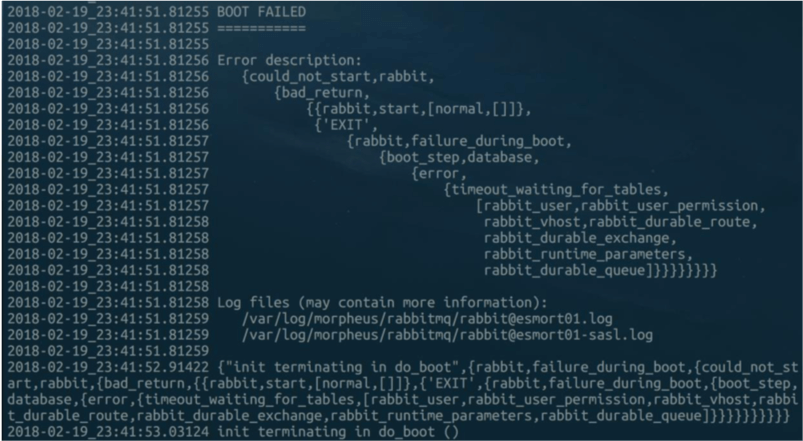 2018-02-19_23:41:51.81255 BOOT FAILED
2018-02-19_23:41:51.81255 ===========
2018-02-19_23:41:51.81255
2018-02-19_23:41:51.81256 Error description:
2018-02-19_23:41:51.81256    {could_not_start,rabbit,
2018-02-19_23:41:51.81256        {bad_return,
2018-02-19_23:41:51.81256            {{rabbit,start,[normal,[]]},
2018-02-19_23:41:51.81256             {'EXIT',
2018-02-19_23:41:51.81257                 {rabbit,failure_during_boot,
2018-02-19_23:41:51.81257                     {boot_step,database,
2018-02-19_23:41:51.81257                         {error,
2018-02-19_23:41:51.81257                             {timeout_waiting_for_tables,
2018-02-19_23:41:51.81257                                 [rabbit_user,rabbit_user_permission,
2018-02-19_23:41:51.81258                                  rabbit_vhost,rabbit_durable_route,
2018-02-19_23:41:51.81258                                  rabbit_durable_exchange,
2018-02-19_23:41:51.81258                                  rabbit_runtime_parameters,
2018-02-19_23:41:51.81258                                  rabbit_durable_queue]}}}}}}}}}
2018-02-19_23:41:51.81258
2018-02-19_23:41:51.81258 Log files (may contain more information):
2018-02-19_23:41:51.81259    /var/log/morpheus/rabbitmq/rabbit@esmort01.log
2018-02-19_23:41:51.81259    /var/log/morpheus/rabbitmq/rabbit@esmort01-sasl.log
2018-02-19_23:41:51.81259
2018-02-19_23:41:52.91422 {"init terminating in do_boot",{rabbit,failure_during_boot,{could_not_st
art,rabbit,{bad_return,{{rabbit,start,[normal,[]]},{'EXIT',{rabbit,failure_during_boot,{boot_step,
database,{error,{timeout_waiting_for_tables,[rabbit_user,rabbit_user_permission,rabbit_vhost,rabbi
t_durable_route,rabbit_durable_exchange,rabbit_runtime_parameters,rabbit_durable_queue]}}}}}}}}}}}
2018-02-19_23:41:53.03124 init terminating in do_boot ()